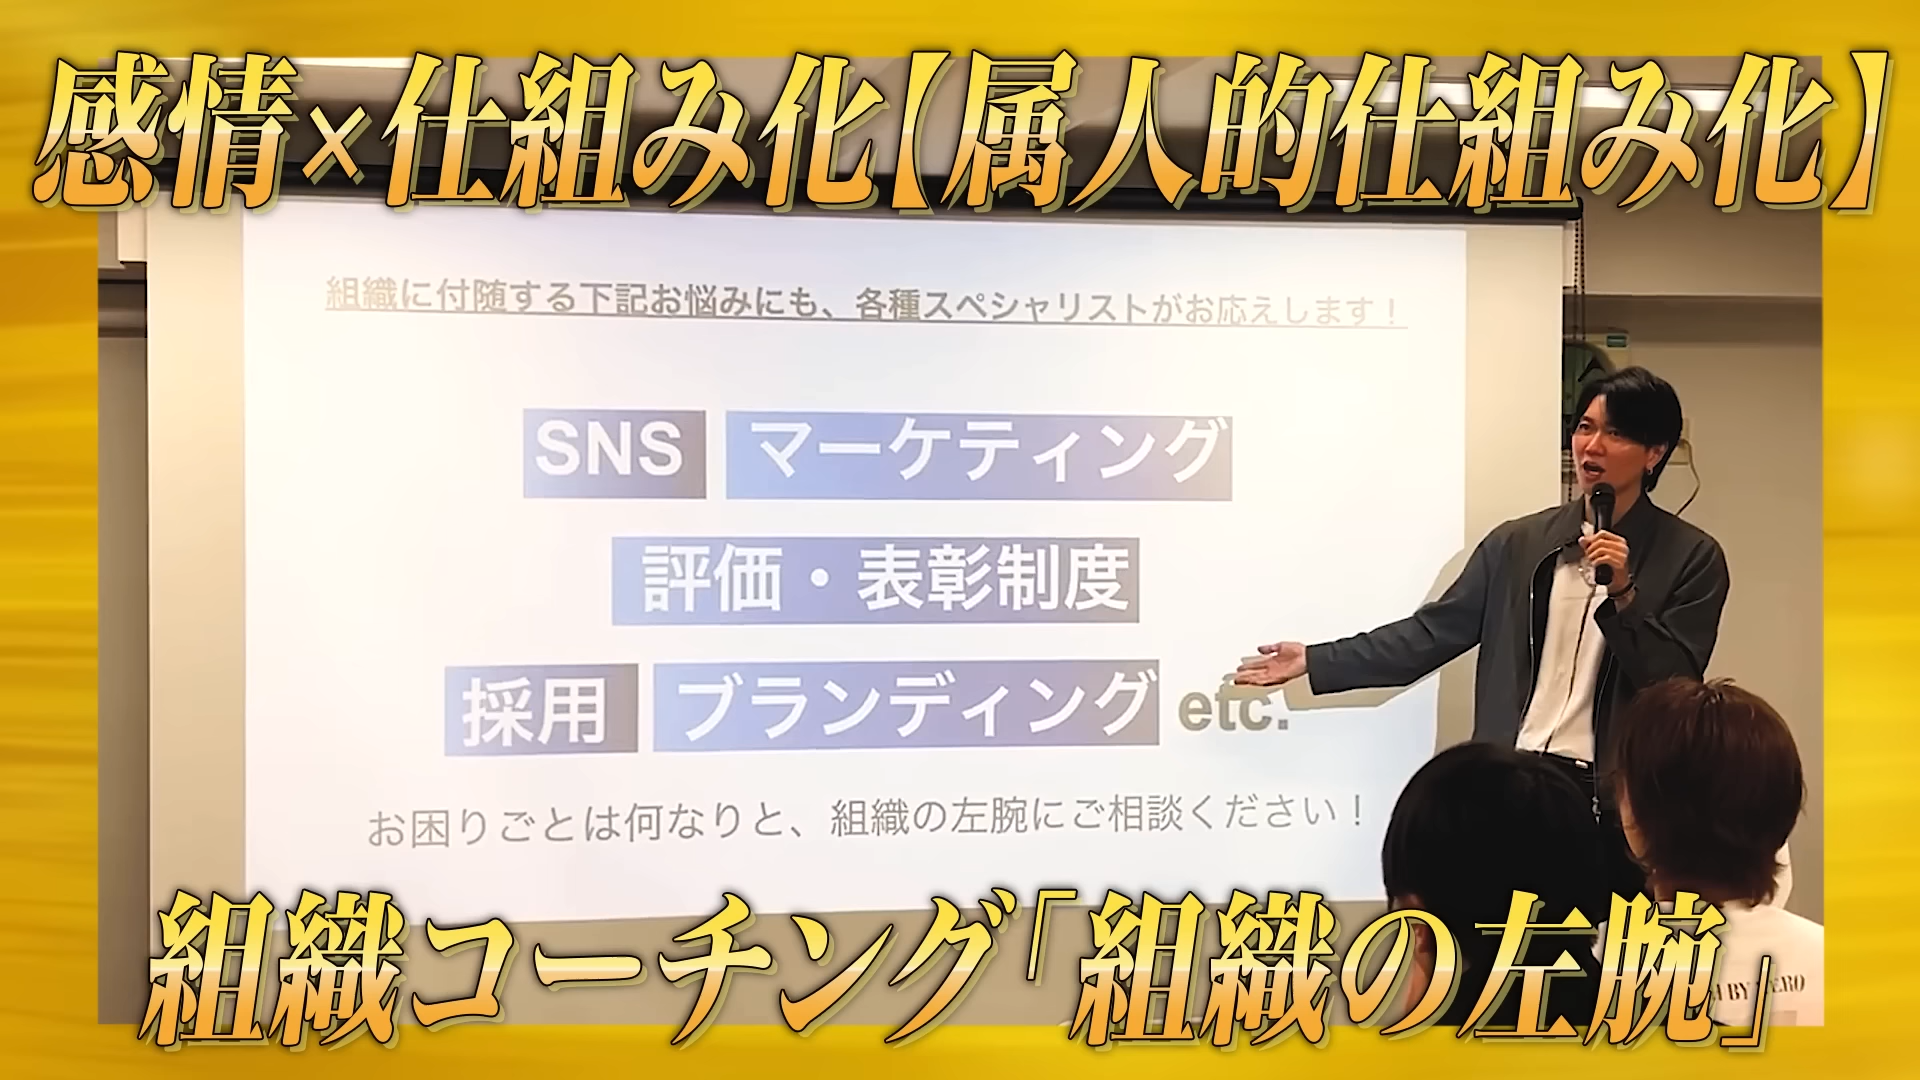 感情×仕組み化【属人的仕組み化】
組織に付随する下記お悩みにも、各種スペシャリストがお応えします！
SNS マーケティング
評価・表彰制度
採用 ブランディング etc.
お困りごとは何なりと、組織の左腕にご相談ください！
組織コーチング「組織の左腕」
BY